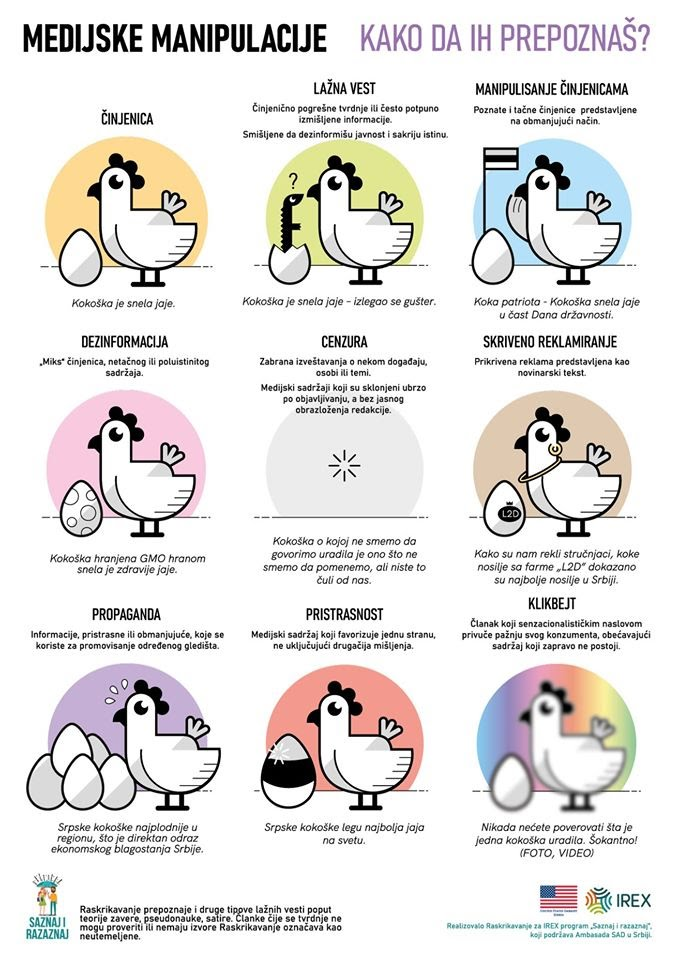 MEDIJSKE MANIPULACIJE KAKO DA IH PREPOZNAŠ?
ČINJENICA
Kokoška je snela jaje.
LAŽNA VEST
Činjenično pogrešne tvrdnje ili često potpuno
izmišljene informacije.
Smišljene da dezinformišu javnost i sakriju istinu.
?
Kokoška je snela jaje – izlegao se gušter.
MANIPULISANJE ČINJENICAMA
Poznate i tačne činjenice predstavljene
na obmanjujući način.
Koka patriota - Kokoška snela jaje
u čast Dana državnosti.
DEZINFORMACIJA
„Miks“ činjenica, netačnog ili poluistinitog
sadržaja.
Kokoška hranjena GMO hranom
snela je zdravije jaje.
CENZURA
Zabrana izveštavanja o nekom događaju,
osobi ili temi.
Medijski sadržaji koji su sklonjeni ubrzo
po objavljivanju, a bez jasnog
obrazloženja redakcije.
Kokoška o kojoj ne smemo da
govorimo uradila je ono što ne
smemo da pomenemo, ali niste to
čuli od nas.
SKRIVENO REKLAMIRANJE
Prikrivena reklama predstavljena kao
novinarski tekst.
L2D
Kako su nam rekli stručnjaci, koke
nosilje sa farme „L2D“ dokazano
su najbolje nosilje u Srbiji.
PROPAGANDA
Informacije, pristrasne ili obmanjujuće, koje se
koriste za promovisanje određenog gledišta.
Srpske kokoške najplodnije u
regionu, što je direktan odraz
ekonomskog blagostanja Srbije.
PRISTRASNOST
Medijski sadržaj koji favorizuje jednu stranu,
ne uključujući drugačija mišljenja.
Srpske kokoške legu najbolja jaja
na svetu.
KLIKBEJT
Članak koji senzacionalističkim naslovom
privuče pažnju svog konzumenta, obećavajući
sadržaj koji zapravo ne postoji.
Nikada nećete poverovati šta je
jedna kokoška uradila. Šokantno!
(FOTO, VIDEO)
SAZNAJ I
RAZAZNAJ
Raskrikavanje prepoznaje i druge tipove lažnih vesti poput
teorije zavere, pseudonauke, satire. Članke čije se tvrdnje ne
mogu proveriti ili nemaju izvore Raskrikavanje označava kao
neutemeljene.
IREX
Realizovalo Raskrikavanje za IREX program „Saznaj i razaznaj“,
koji podržava Ambasada SAD u Srbiji.